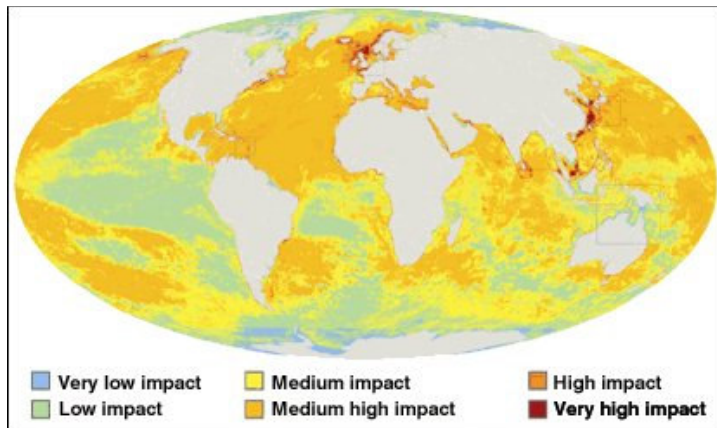 Very low impact
Medium impact
High impact
Low impact
Medium high impact
Very high impact